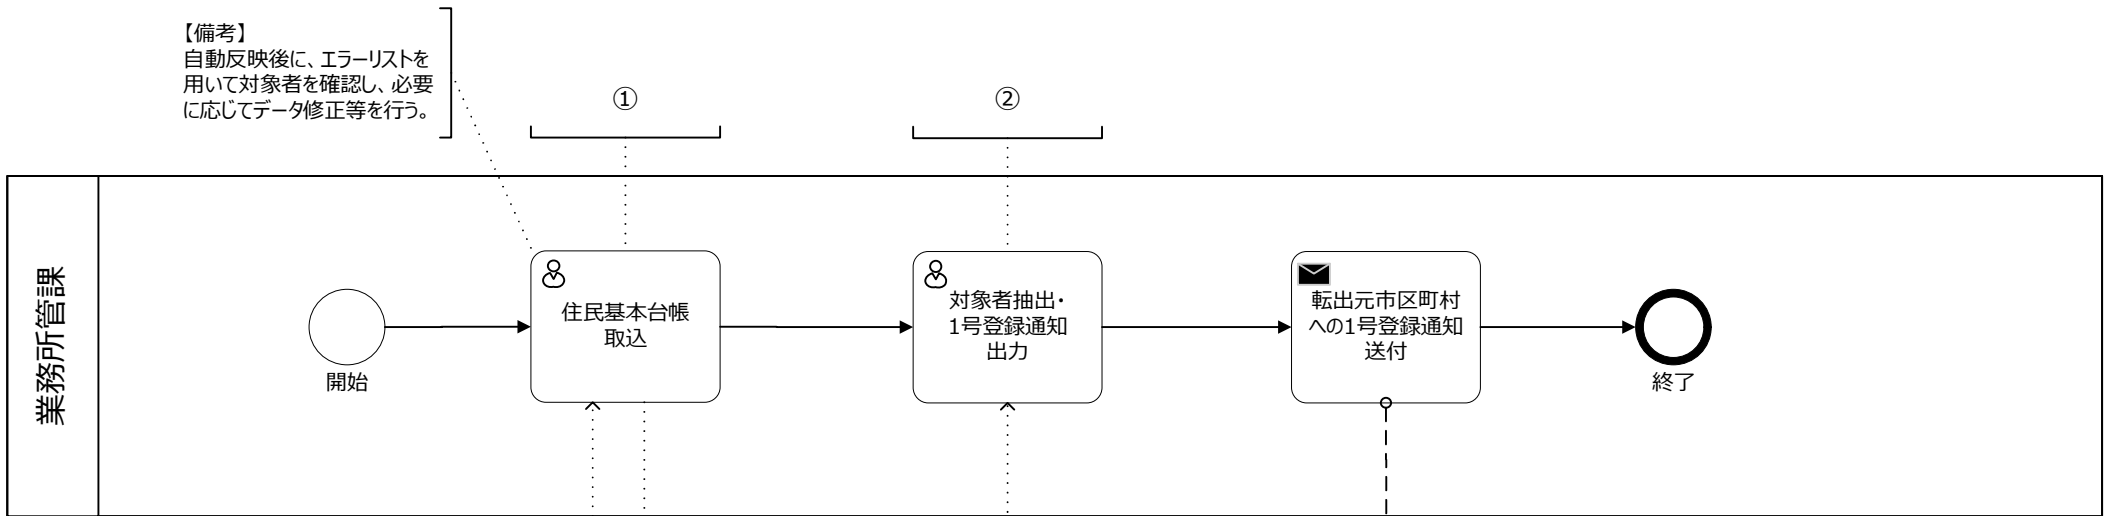 【備考】
自動反映後に、エラーリストを
用いて対象者を確認し、必要
に応じてデータ修正等を行う。
①
②
業務所管課
開始
住民基本台帳
取込
対象者抽出・
1号登録通知
出力
転出元市区町村
への1号登録通知
送付
終了